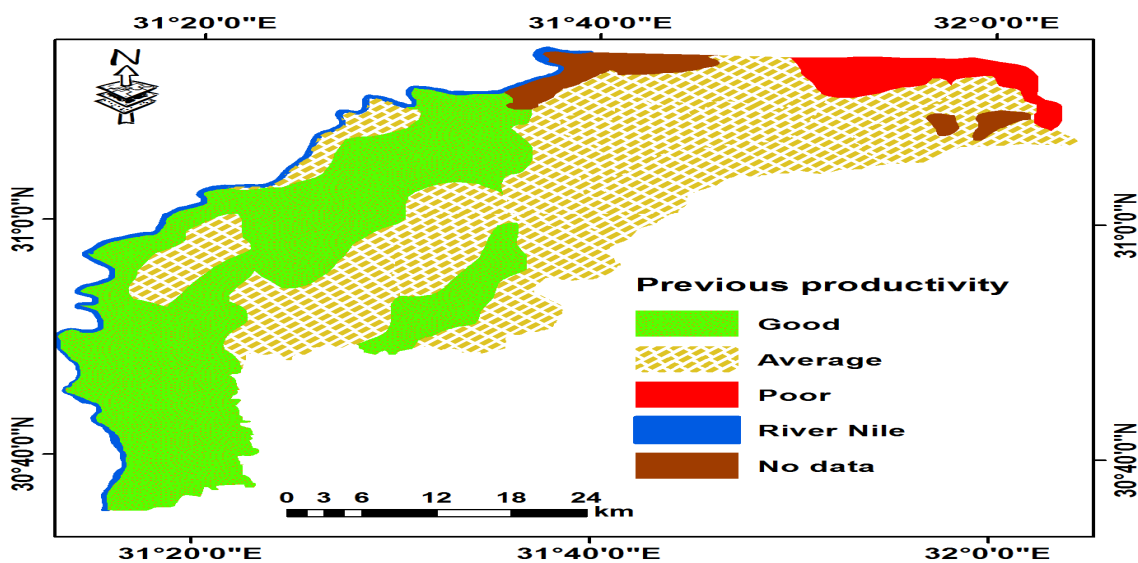 31°20'0"E 31°40'0"E 32°0'0"E
N
31°0'0"N
31°0'0"N
Previous productivity
Good
Average
Poor
River Nile
No data
30°40'0"N
30°40'0"N
0 3 6 12 18 24
km
31°20'0"E 31°40'0"E 32°0'0"E